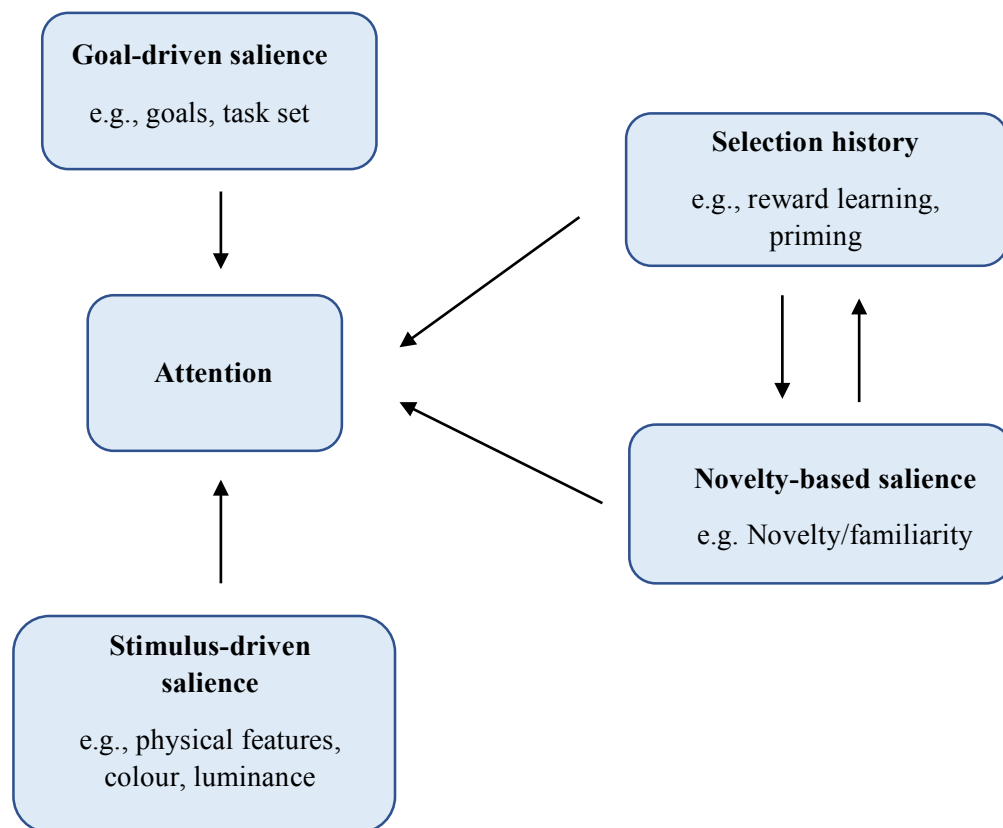 Goal-driven salience
e.g., goals, task set
Selection history
e.g., reward learning,
priming
Attention
Novelty-based salience
e.g. Novelty/familiarity
Stimulus-driven
salience
e.g., physical features,
colour, luminance